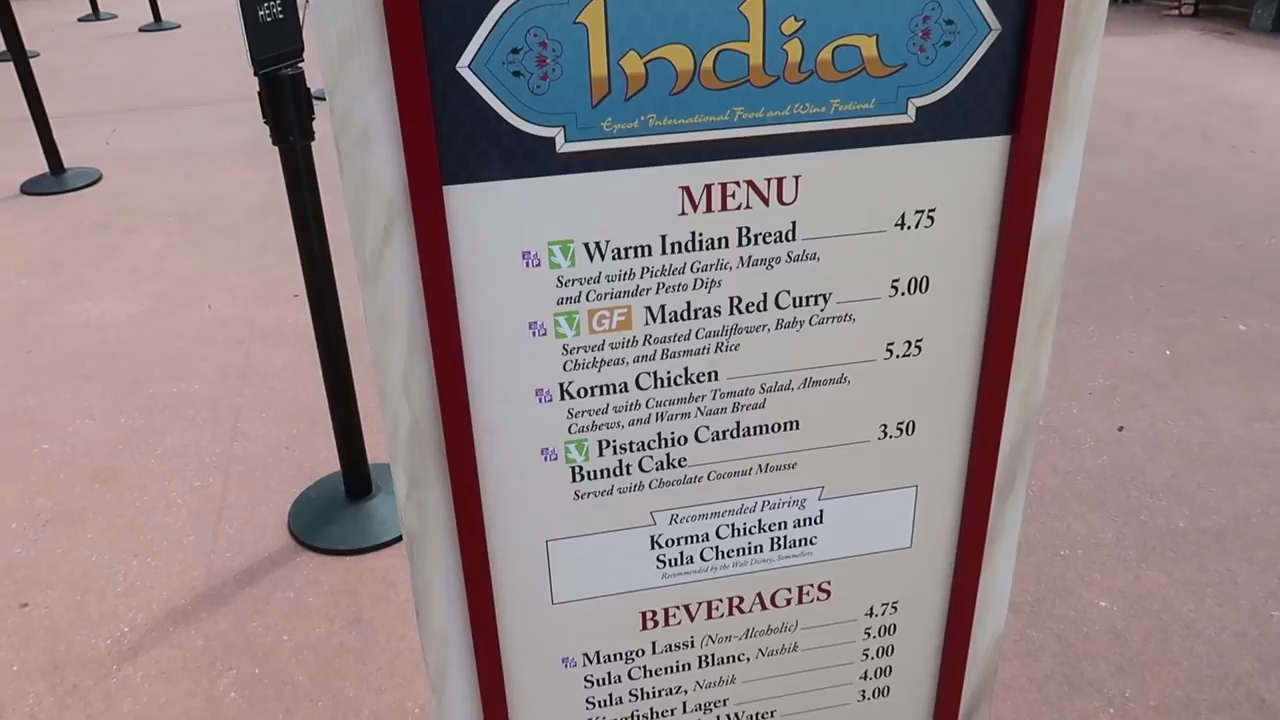 HERE
India
Epcot® International Food and Wine Festival
MENU
V Warm Indian Bread 4.75
Served with Pickled Garlic, Mango Salsa,
and Coriander Pesto Dips
V GF Madras Red Curry 5.00
Served with Roasted Cauliflower, Baby Carrots,
Chickpeas, and Basmati Rice
Korma Chicken 5.25
Served with Cucumber Tomato Salad, Almonds,
Cashews, and Warm Naan Bread
V Pistachio Cardamom
Bundt Cake 3.50
Served with Chocolate Coconut Mousse
Recommended Pairing
Korma Chicken and
Sula Chenin Blanc
Recommended by the Walt Disney, Sommeliers
BEVERAGES
Mango Lassi (Non-Alcoholic) 4.75
Sula Chenin Blanc, Nashik 5.00
Sula Shiraz, Nashik 5.00
Kingfisher Lager 4.00
Water 3.00